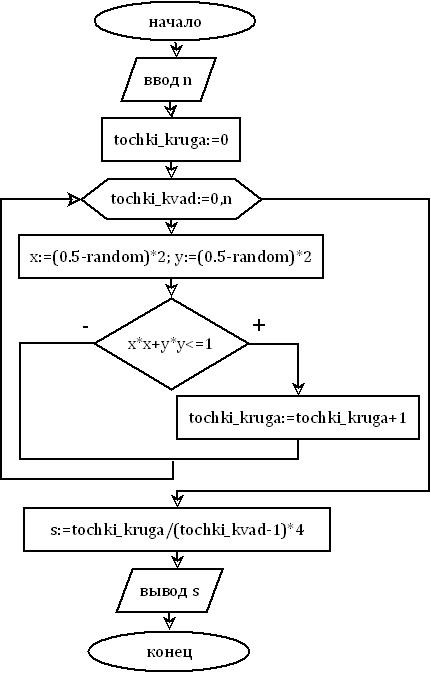 начало
ввод n
tochki_kruga:=0
tochki_kvad:=0,n
x:=(0.5-random)*2; y:=(0.5-random)*2
- +
x*x+y*y<=1
tochki_kruga:=tochki_kruga+1
s:=tochki_kruga/(tochki_kvad-1)*4
вывод s
конец